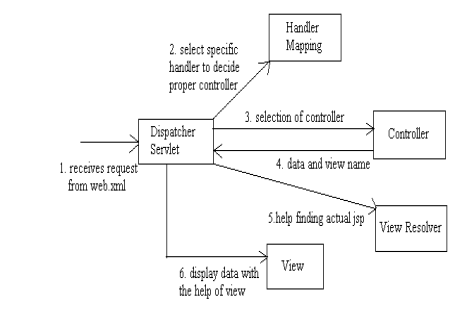 Handler
Mapping
2. select specific
handler to decide
proper controller
3. selection of controller
Dispatcher
Servlet
Controller
1. receives request
from web.xml
4. data and view name
5.help finding actual jsp
View Resolver
6. display data with
the help of view
View